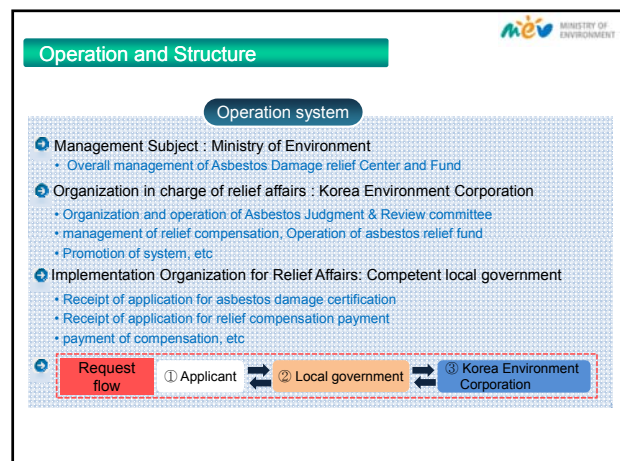 mev MINISTRY OF
ENVIRONMENT
Operation and Structure
Operation system
Management Subject : Ministry of Environment
• Overall management of Asbestos Damage relief Center and Fund
Organization in charge of relief affairs : Korea Environment Corporation
• Organization and operation of Asbestos Judgment & Review committee
• management of relief compensation, Operation of asbestos relief fund
• Promotion of system, etc
Implementation Organization for Relief Affairs: Competent local government
• Receipt of application for asbestos damage certification
• Receipt of application for relief compensation payment
• payment of compensation, etc
Request
flow
① Applicant
② Local government
③ Korea Environment
Corporation